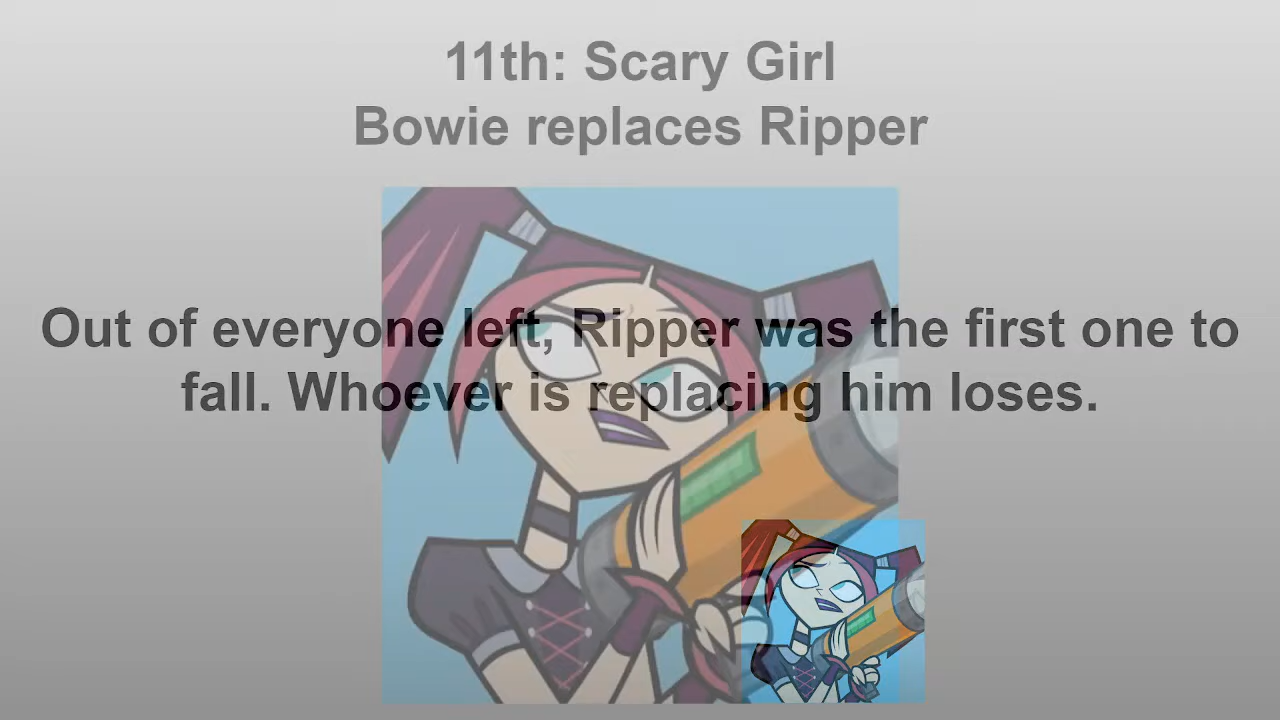 11th: Scary Girl
Bowie replaces Ripper
Out of everyone left, Ripper was the first one to
fall. Whoever is replacing him loses.